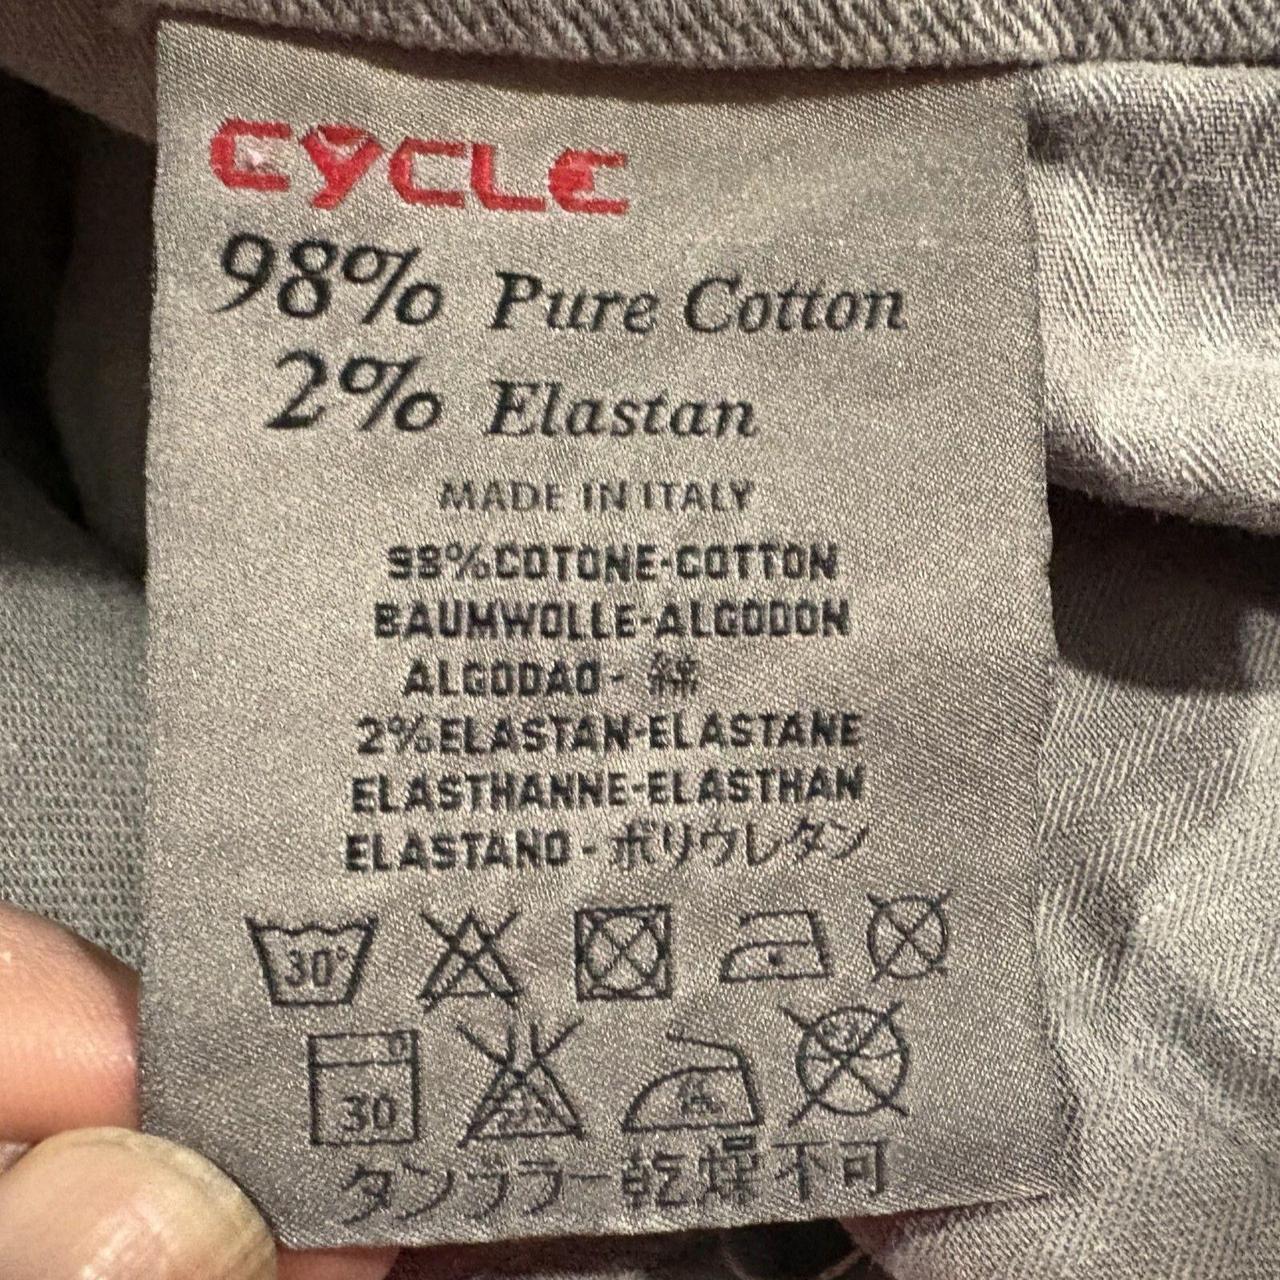 CYCLE
98% Pure Cotton
2% Elastan
MADE IN ITALY
98%COTONE-COTTON
BAUMWOLLE-ALGODON
ALGODAO - 綿
2%ELASTAN-ELASTANE
ELASTHANNE-ELASTHAN
ELASTANO - ポリウレタン
30°
30
タンブラー乾燥不可